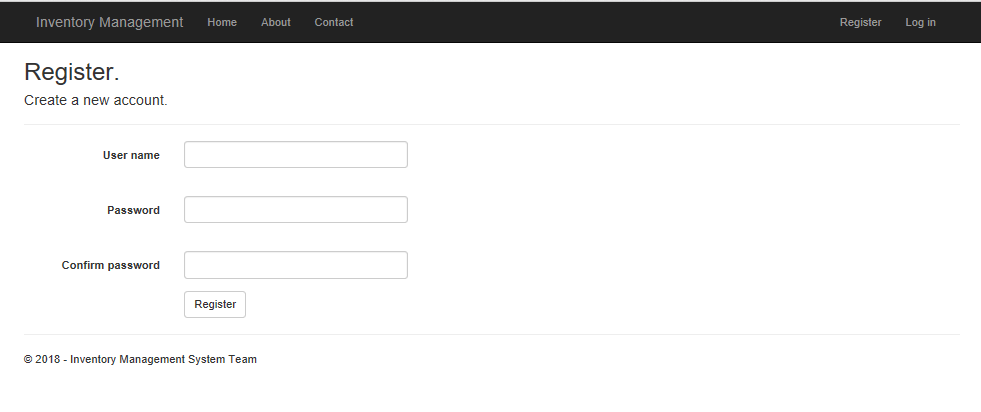 Inventory Management Home About Contact Register Log in
Register.
Create a new account.
User name
Password
Confirm password
Register
© 2018 - Inventory Management System Team